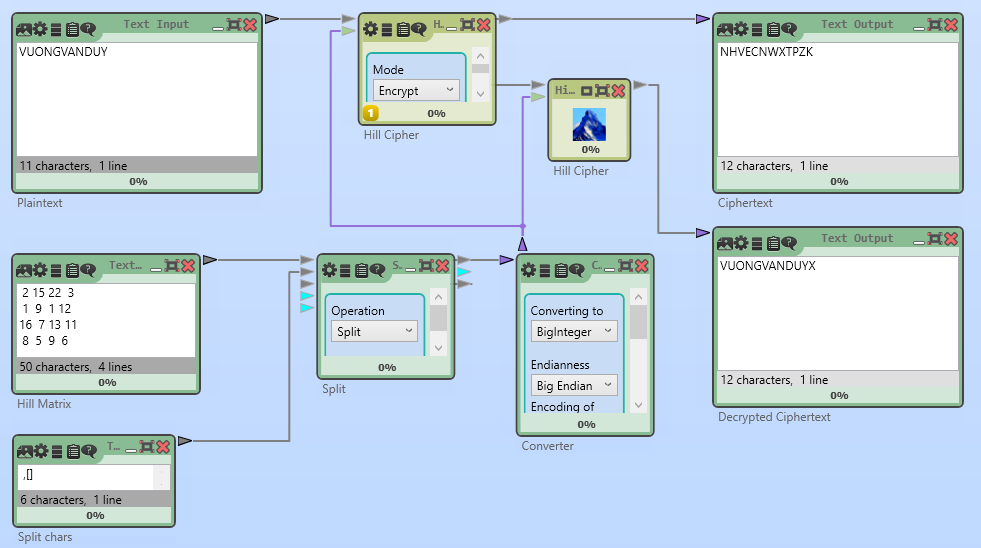 Text Input
VUONGVANDUY
11 characters,  1 line
0%
Plaintext
H..
Mode
Encrypt
1
0%
Hill Cipher
Hi...
0%
Hill Cipher
Text Output
NHVECNWXTPZK
12 characters,  1 line
0%
Ciphertext
Text Output
VUONGVANDUYX
12 characters,  1 line
0%
Decrypted Ciphertext
Text...
2 15 22  3
1  9  1 12
16  7 13 11
8  5  9  6
50 characters,  4 lines
0%
Hill Matrix
S..
Operation
Split
0%
Split
C..
Converting to
BigInteger
Endianness
Big Endian
Encoding of
0%
Converter
T...
,[]
6 characters,  1 line
0%
Split chars